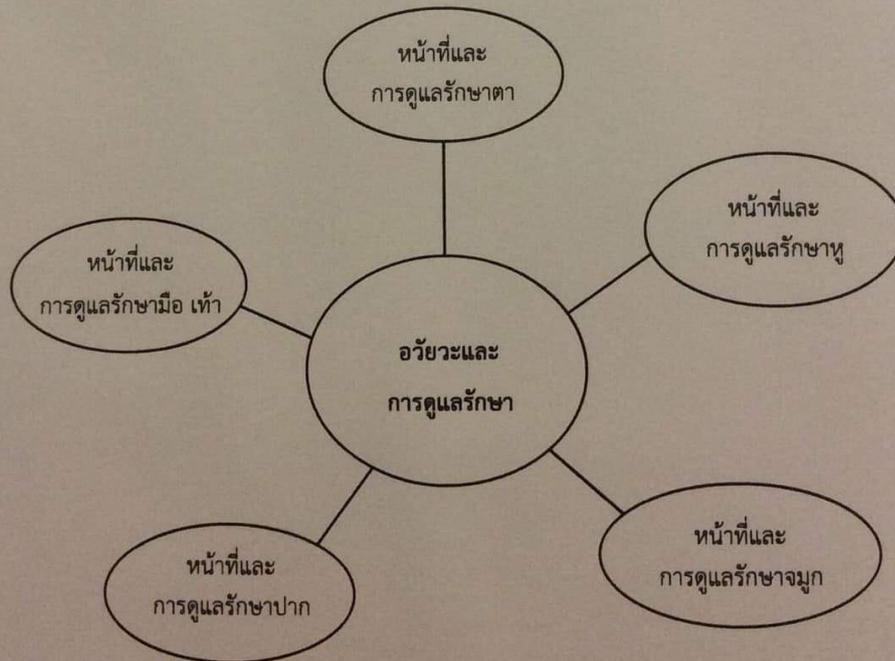 หน้าที่และ
การดูแลรักษาตา
หน้าที่และ
การดูแลรักษาหู
หน้าที่และ
การดูแลรักษามือ เท้า
อวัยวะและ
การดูแลรักษา
หน้าที่และ
การดูแลรักษาปาก
หน้าที่และ
การดูแลรักษาจมูก